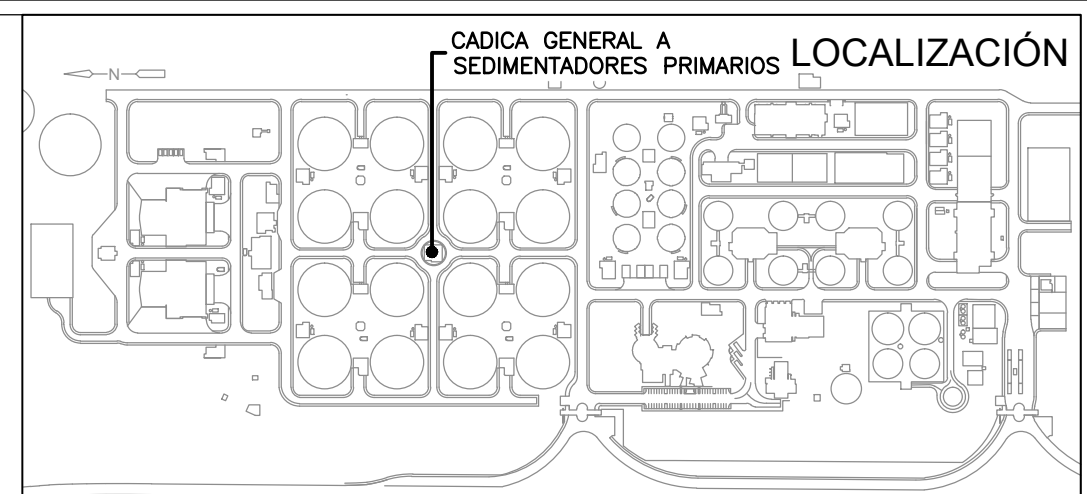 CADICA GENERAL A
SEDIMENTADORES PRIMARIOS
LOCALIZACIÓN
N